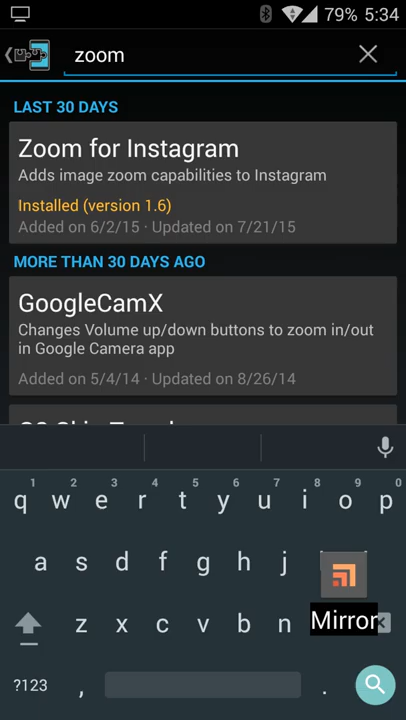 79% 5:34
zoom
LAST 30 DAYS
Zoom for Instagram
Adds image zoom capabilities to Instagram
Installed (version 1.6)
Added on 6/2/15 · Updated on 7/21/15
MORE THAN 30 DAYS AGO
GoogleCamX
Changes Volume up/down buttons to zoom in/out
in Google Camera app
Added on 5/4/14 · Updated on 8/26/14
1 2 3 4 5 6 7 8 9 0
q w e r t y u i o p
a s d f g h j
z x c v b n Mirror
?123 , .